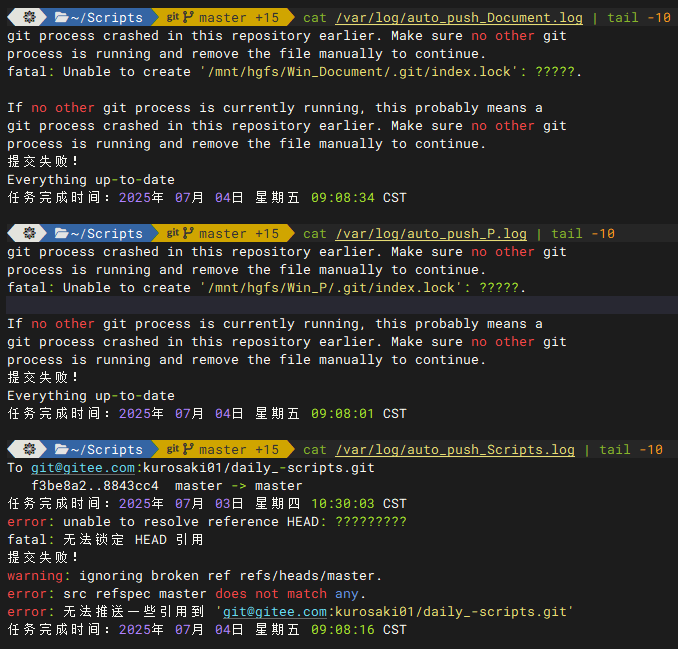 ~/Scripts git master +15 cat /var/log/auto_push_Document.log | tail -10
git process crashed in this repository earlier. Make sure no other git
process is running and remove the file manually to continue.
fatal: Unable to create '/mnt/hgfs/Win_Document/.git/index.lock': ?????.
If no other git process is currently running, this probably means a
git process crashed in this repository earlier. Make sure no other git
process is running and remove the file manually to continue.
提交失败!
Everything up-to-date
任务完成时间: 2025年 07月 04日 星期五 09:08:34 CST
~/Scripts git master +15 cat /var/log/auto_push_P.log | tail -10
git process crashed in this repository earlier. Make sure no other git
process is running and remove the file manually to continue.
fatal: Unable to create '/mnt/hgfs/Win_P/.git/index.lock': ?????.
If no other git process is currently running, this probably means a
git process crashed in this repository earlier. Make sure no other git
process is running and remove the file manually to continue.
提交失败!
Everything up-to-date
任务完成时间: 2025年 07月 04日 星期五 09:08:01 CST
~/Scripts git master +15 cat /var/log/auto_push_Scripts.log | tail -10
To git@gitee.com:kurosaki01/daily_-scripts.git
f3be8a2..8843cc4  master -> master
任务完成时间: 2025年 07月 03日 星期四 10:30:03 CST
error: unable to resolve reference HEAD: ?????????
fatal: 无法锁定 HEAD 引用
提交失败!
warning: ignoring broken ref refs/heads/master.
error: src refspec master does not match any.
error: 无法推送一些引用到 'git@gitee.com:kurosaki01/daily_-scripts.git'
任务完成时间: 2025年 07月 04日 星期五 09:08:16 CST